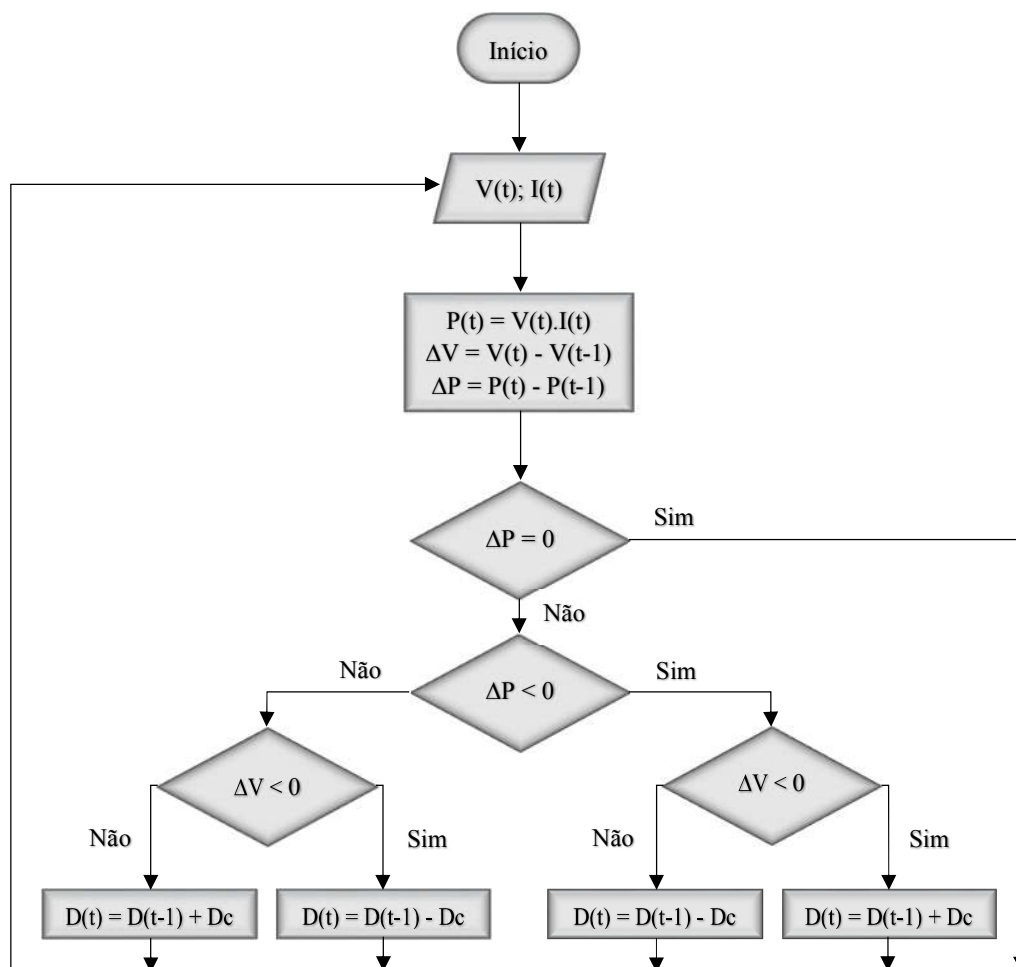 Início
V(t); I(t)
P(t) = V(t).I(t)
ΔV = V(t) - V(t-1)
ΔP = P(t) - P(t-1)
ΔP = 0
Sim
Não
ΔP < 0
Não
Sim
ΔV < 0
Não
Sim
ΔV < 0
Não
Sim
D(t) = D(t-1) + Dc
D(t) = D(t-1) - Dc
D(t) = D(t-1) - Dc
D(t) = D(t-1) + Dc